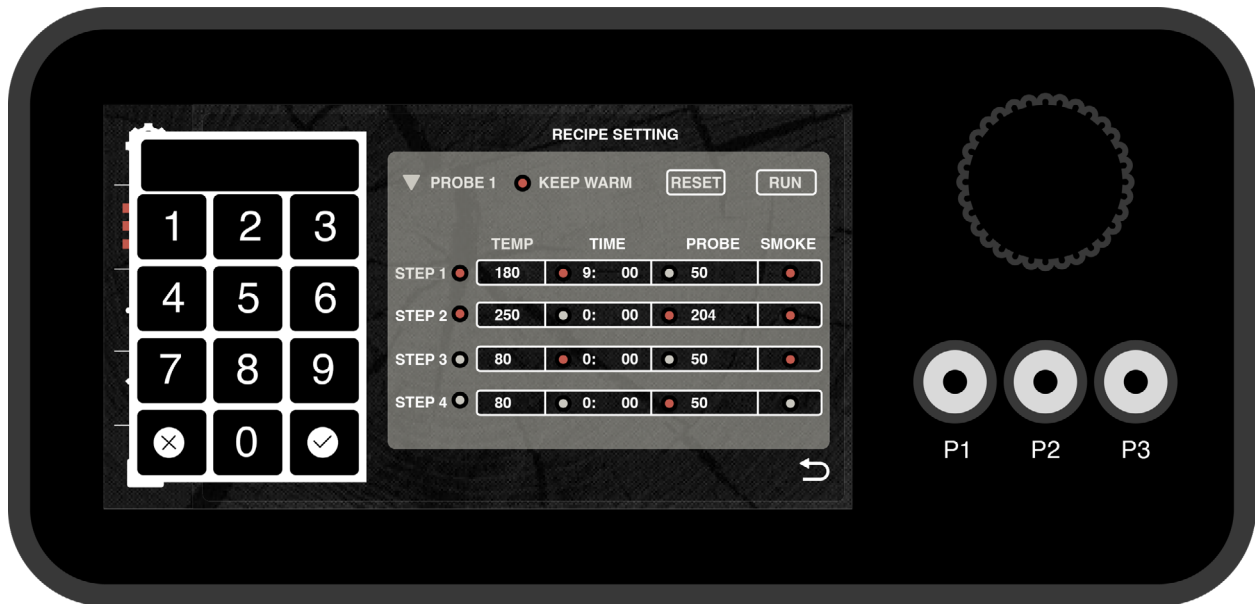 RECIPE SETTING
PROBE 1 KEEP WARM RESET RUN
1 2 3
TEMP TIME PROBE SMOKE
STEP 1 180 9: 00 50
4 5 6
STEP 2 250 0: 00 204
7 8 9
STEP 3 80 0: 00 50
STEP 4 80 0: 00 50
0
P1 P2 P3